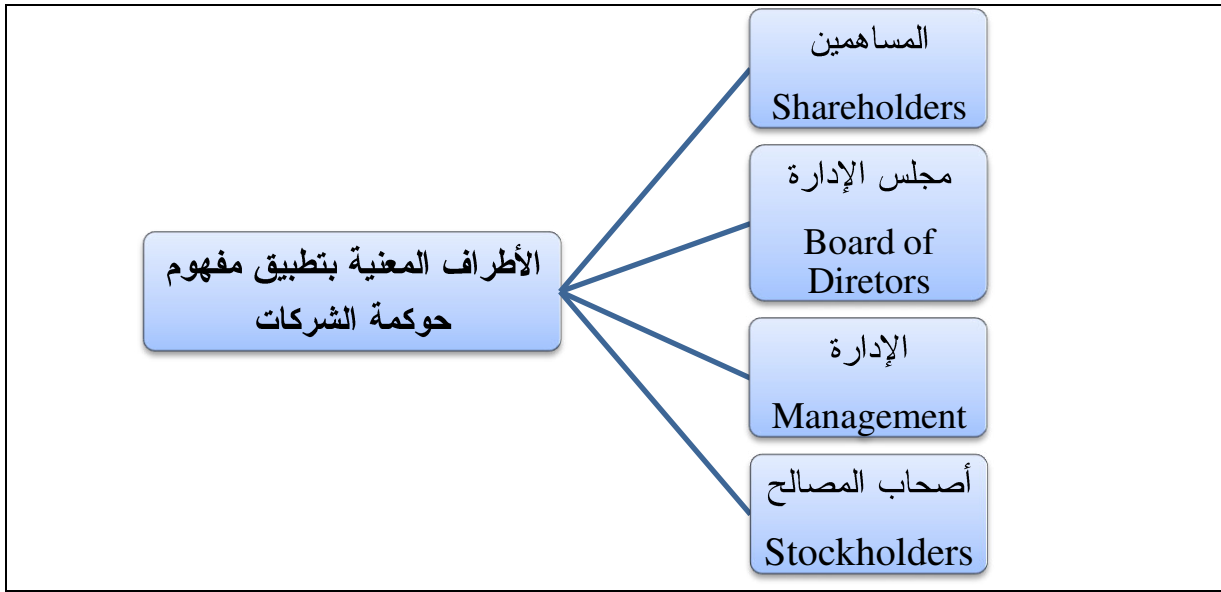 المساهمين
Shareholders
مجلس الإدارة
Board of
Diretors
الأطراف المعنية بتطبيق مفهوم
حوكمة الشركات
الإدارة
Management
أصحاب المصالح
Stockholders